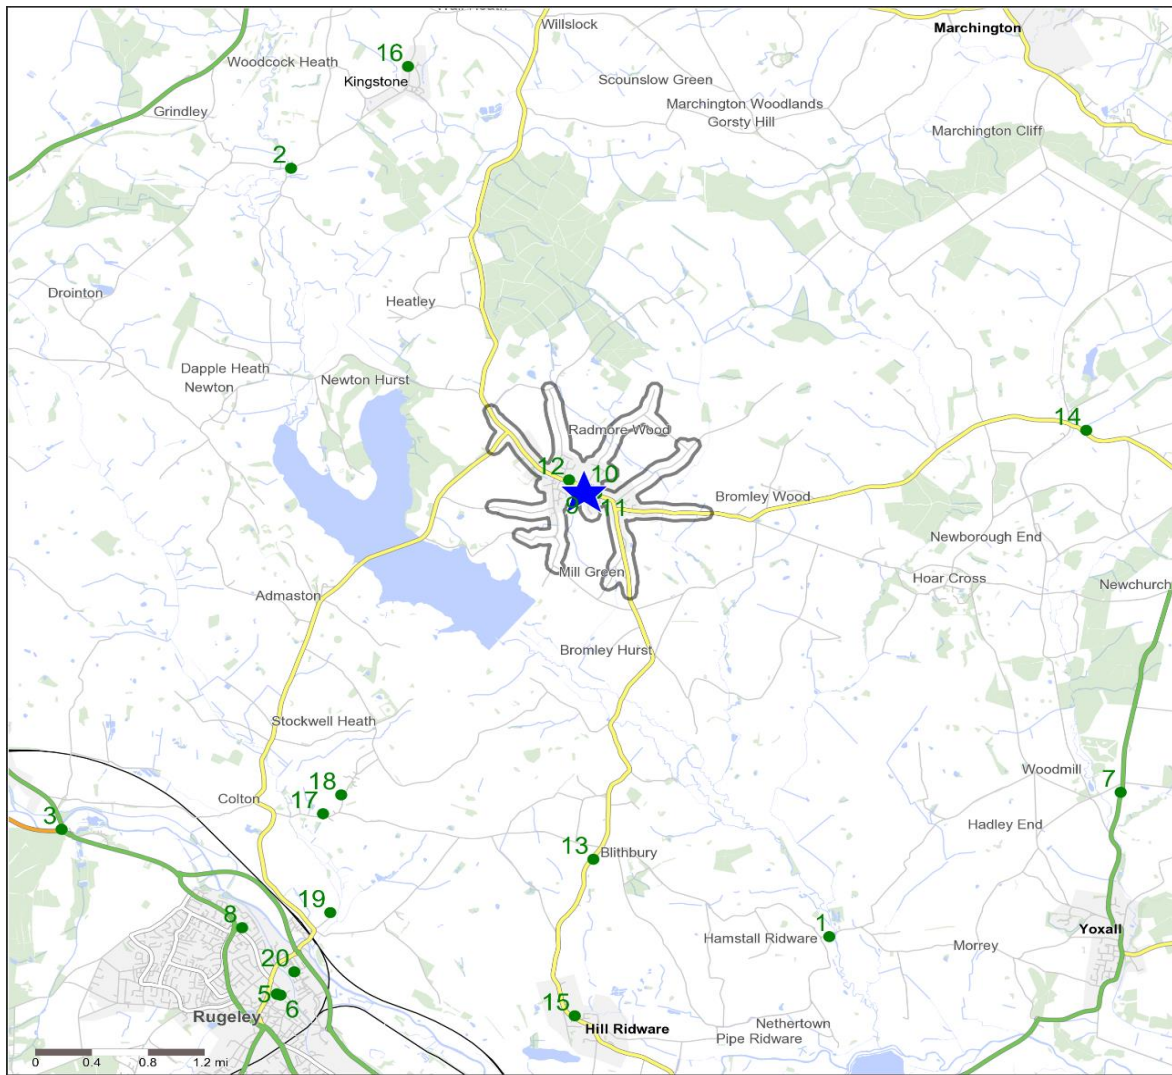 Willslock
Marchington
16
Woodcock Heath
Kingstone
Scounslow Green
Marchington Woodlands
Gorsty Hill
Grindley
Marchington Cliff
2
Drointon
Heatley
Dapple Heath
Newton
Newton Hurst
14
Radmore Wood
12
10
9
11
Bromley Wood
Newborough End
Mill Green
Hoar Cross
Newchurch
Admaston
Bromley Hurst
Stockwell Heath
Woodmill
18
17
Colton
7
3
Hadley End
13
Blithbury
19
8
1
Hamstall Ridware
Yoxall
Morrey
20
5
6
15
Rugeley
Hill Ridware
Nethertown
Pipe Ridware
0 0.4 0.8 1.2 mi